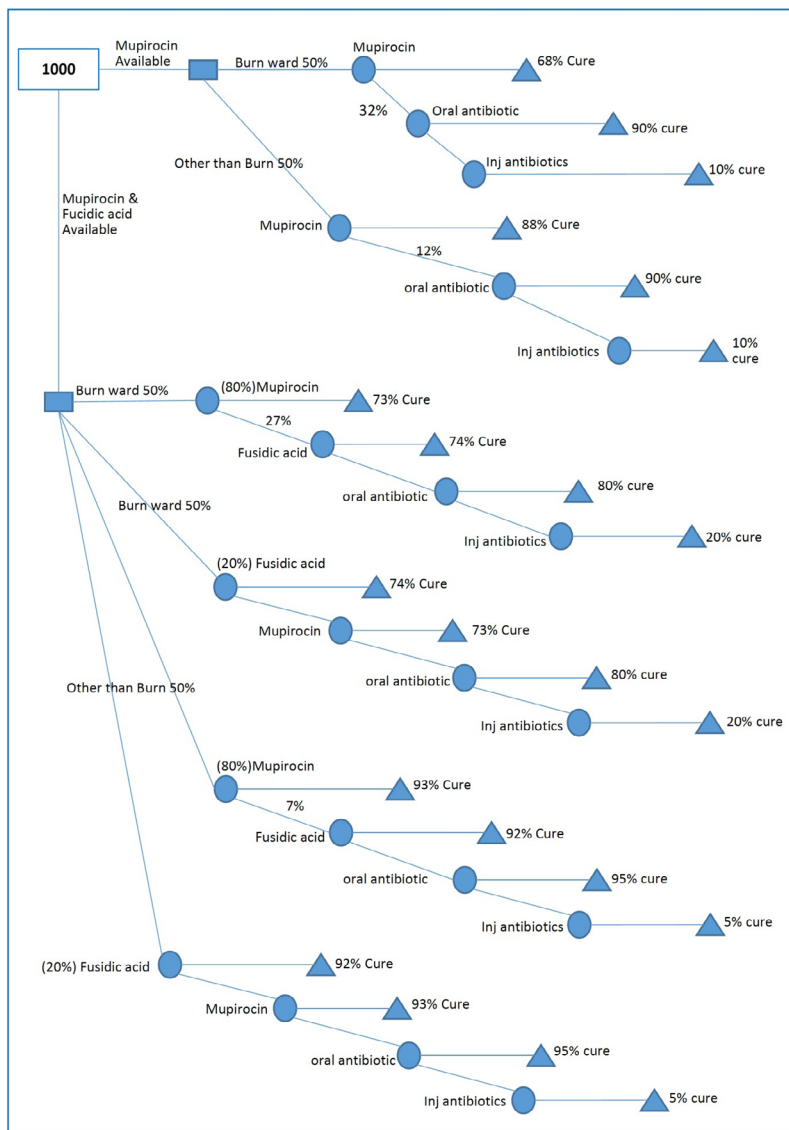 Mupirocin
Available
1000
Burn ward 50%
Mupirocin
68% Cure
32%
Oral antibiotic
90% cure
Other than Burn 50%
Inj antibiotics
10% cure
Mupirocin &
Fucidic acid
Available
Mupirocin
88% Cure
12%
oral antibiotic
90% cure
Inj antibiotics
10%
cure
Burn ward 50%
(80%)Mupirocin
73% Cure
27%
Fusidic acid
74% Cure
oral antibiotic
80% cure
Burn ward 50%
Inj antibiotics
20% cure
(20%) Fusidic acid
74% Cure
Mupirocin
73% Cure
oral antibiotic
80% cure
Other than Burn 50%
Inj antibiotics
20% cure
(80%)Mupirocin
93% Cure
7%
Fusidic acid
92% Cure
oral antibiotic
95% cure
Inj antibiotics
5% cure
(20%) Fusidic acid
92% Cure
Mupirocin
93% Cure
oral antibiotic
95% cure
Inj antibiotics
5% cure